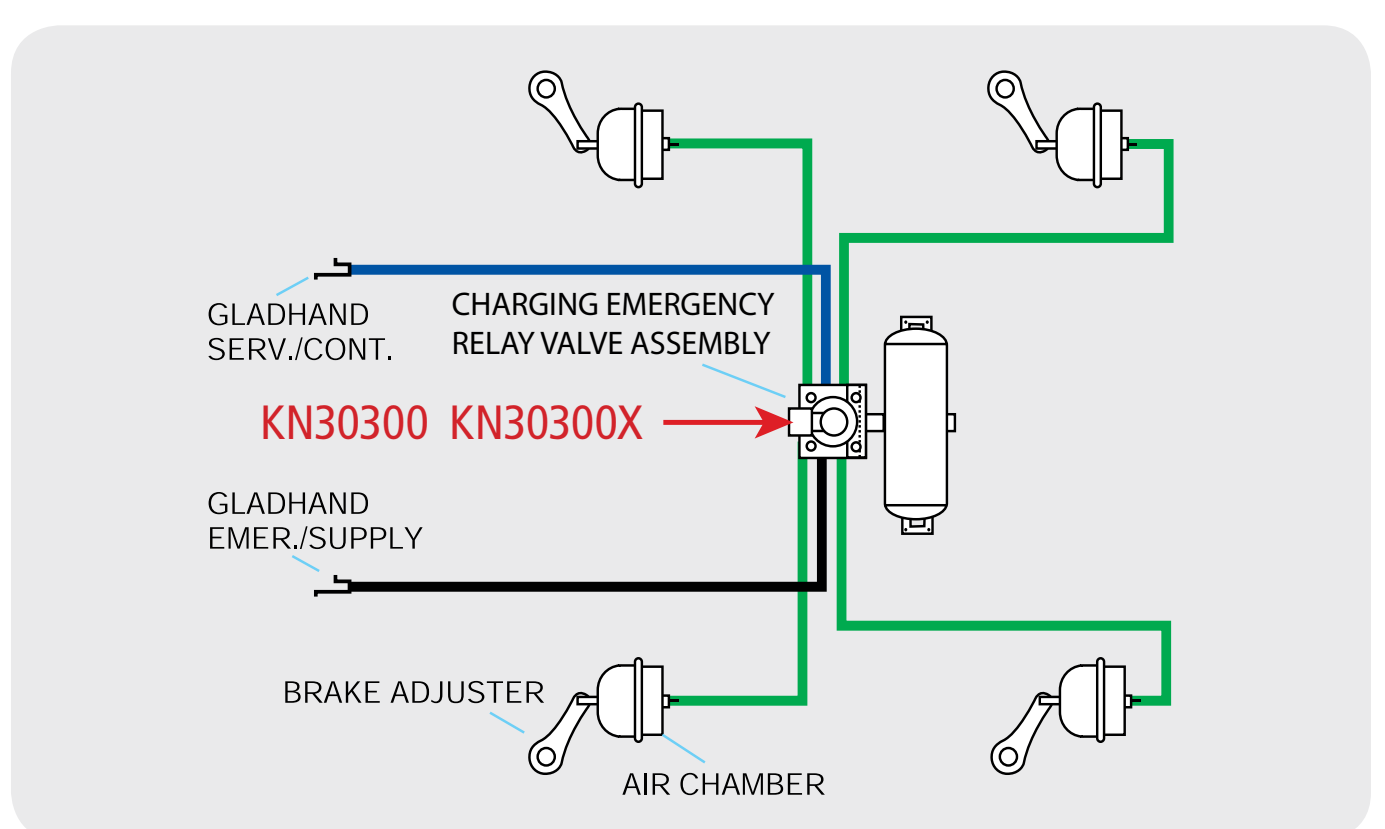 GLADHAND
SERV./CONT.
CHARGING EMERGENCY
RELAY VALVE ASSEMBLY
KN30300 KN30300X
GLADHAND
EMER./SUPPLY
BRAKE ADJUSTER
AIR CHAMBER